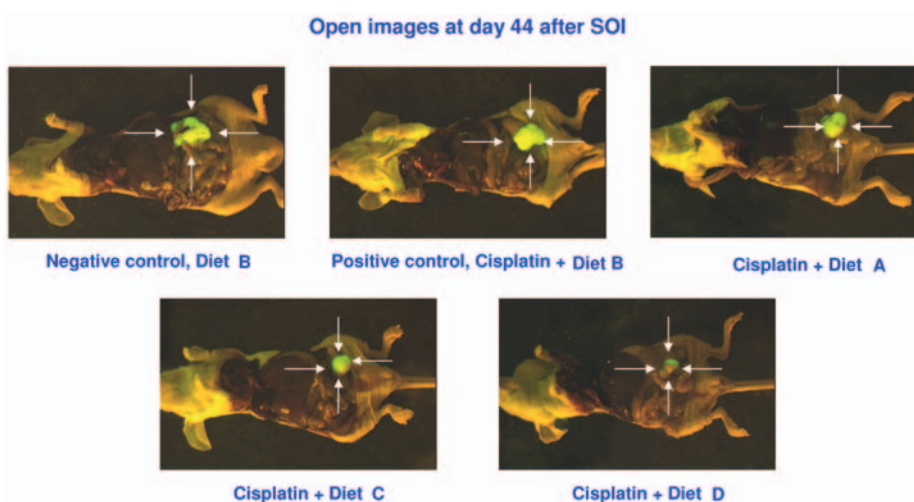 Open images at day 44 after SOI
Negative control, Diet B
Positive control, Cisplatin + Diet B
Cisplatin + Diet A
Cisplatin + Diet C
Cisplatin + Diet D